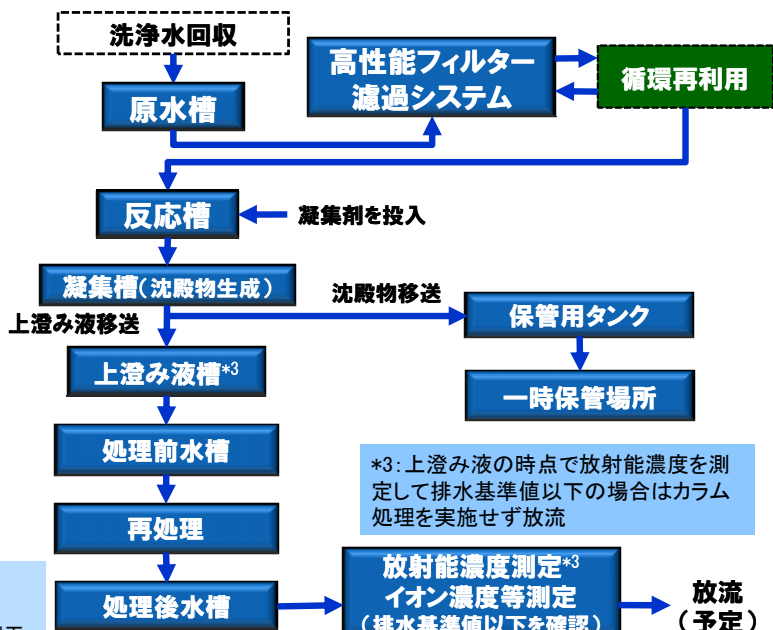 洗浄水回収
高性能フィルター
濾過システム
循環再利用
原水槽
反応槽
凝集剤を投入
凝集槽(沈殿物生成)
沈殿物移送
上澄み液移送
保管用タンク
上澄み液槽*3
一時保管場所
処理前水槽
*3:上澄み液の時点で放射能濃度を測
定して排水基準値以下の場合はカラム
処理を実施せず放流
再処理
処理後水槽
放射能濃度測定*3
イオン濃度等測定
(排水基準値以下を確認)
放流
(予定)